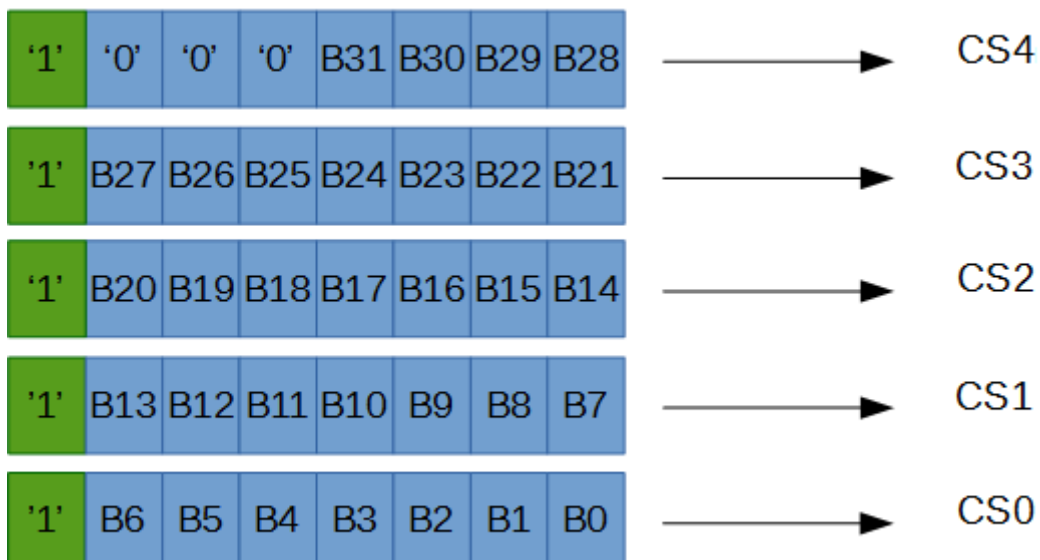 ‘1’ ‘0’ ‘0’ ‘0’ B31 B30 B29 B28 CS4
’1’ B27 B26 B25 B24 B23 B22 B21 CS3
‘1’ B20 B19 B18 B17 B16 B15 B14 CS2
’1’ B13 B12 B11 B10 B9 B8 B7 CS1
’1’ B6 B5 B4 B3 B2 B1 B0 CS0